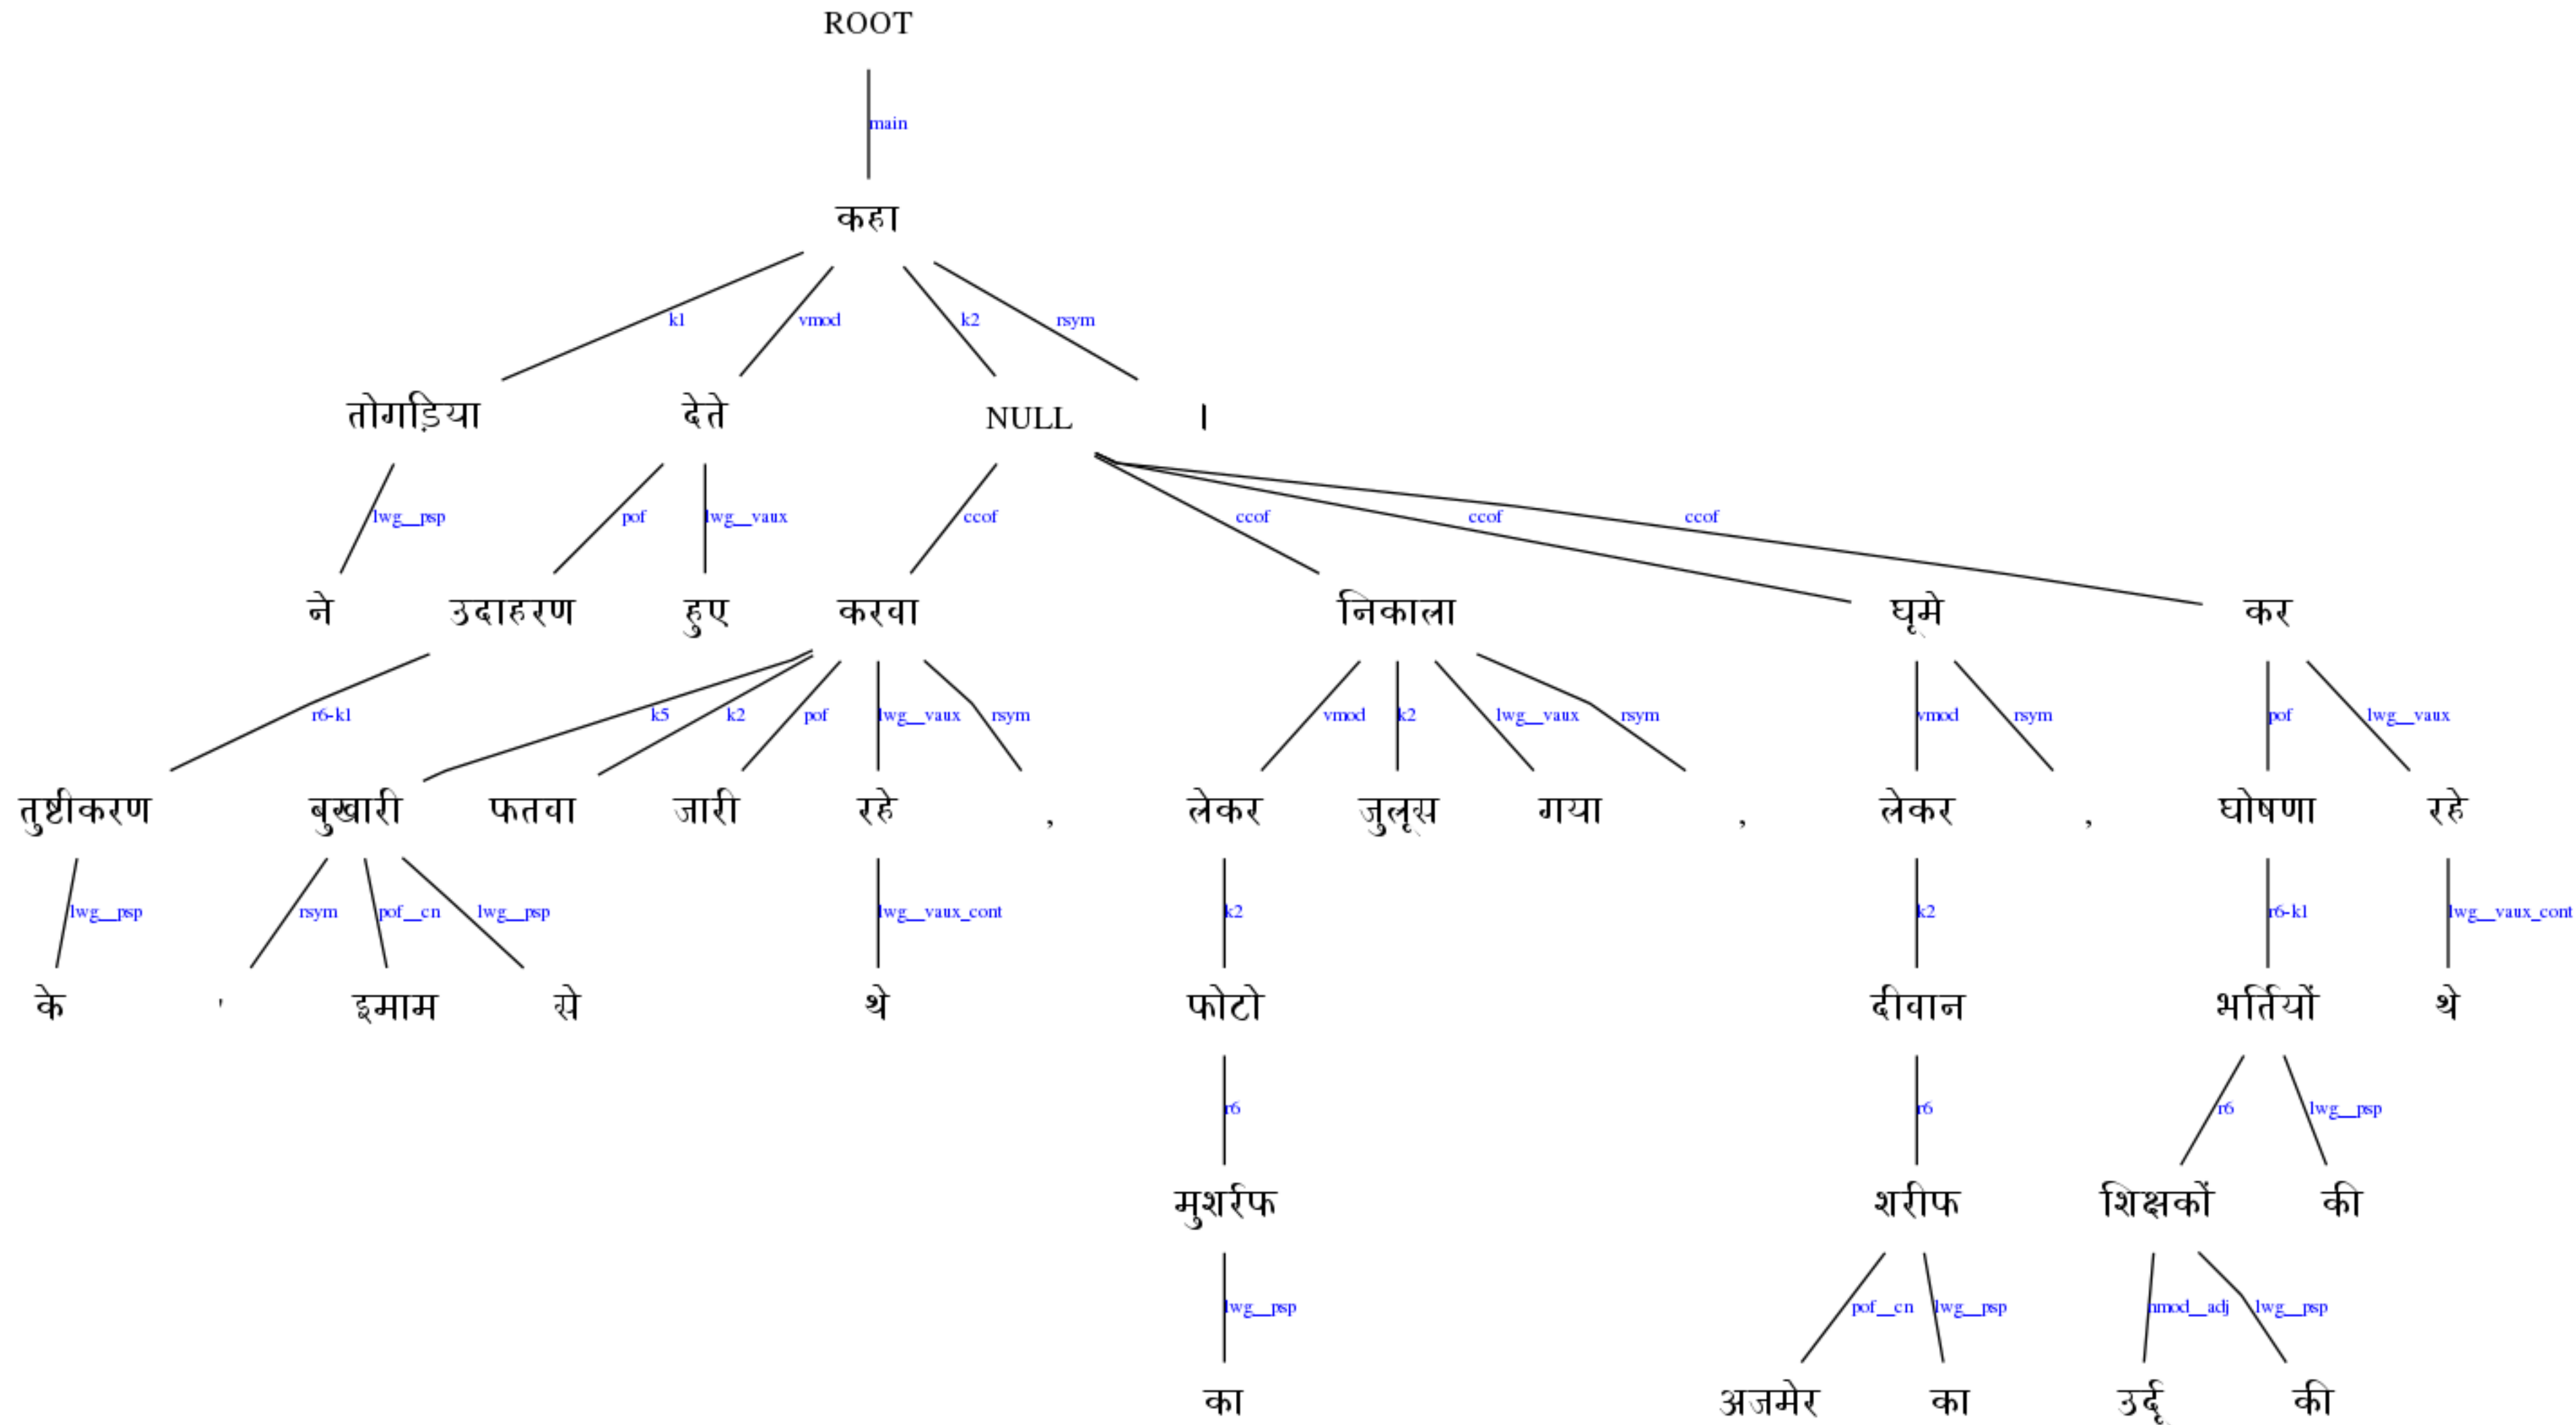 ROOT
main
कहा
k1 vmod k2 rsym
तोगड़िया देते NULL ।
lwg__psp pof lwg__vaux ccof ccof ccof ccof
ने उदाहरण हुए करवा निकाला घूमे कर
r6-k1 k5 k2 pof lwg__vaux rsym vmod k2 lwg__vaux rsym vmod rsym pof lwg__vaux
तुष्टीकरण बुखारी फतवा जारी रहे , लेकर जुलूस गया , लेकर , घोषणा रहे
lwg__psp rsym pof__cn lwg__psp lwg__vaux_cont k2 k2 r6-k1 lwg__vaux_cont
के ' इमाम से थे फोटो दीवान भर्तियों थे
r6 r6 r6 lwg__psp
मुशर्रफ शरीफ शिक्षकों की
lwg__psp pof__cn lwg__psp nmod__adj lwg__psp
का अजमेर का उर्दू की